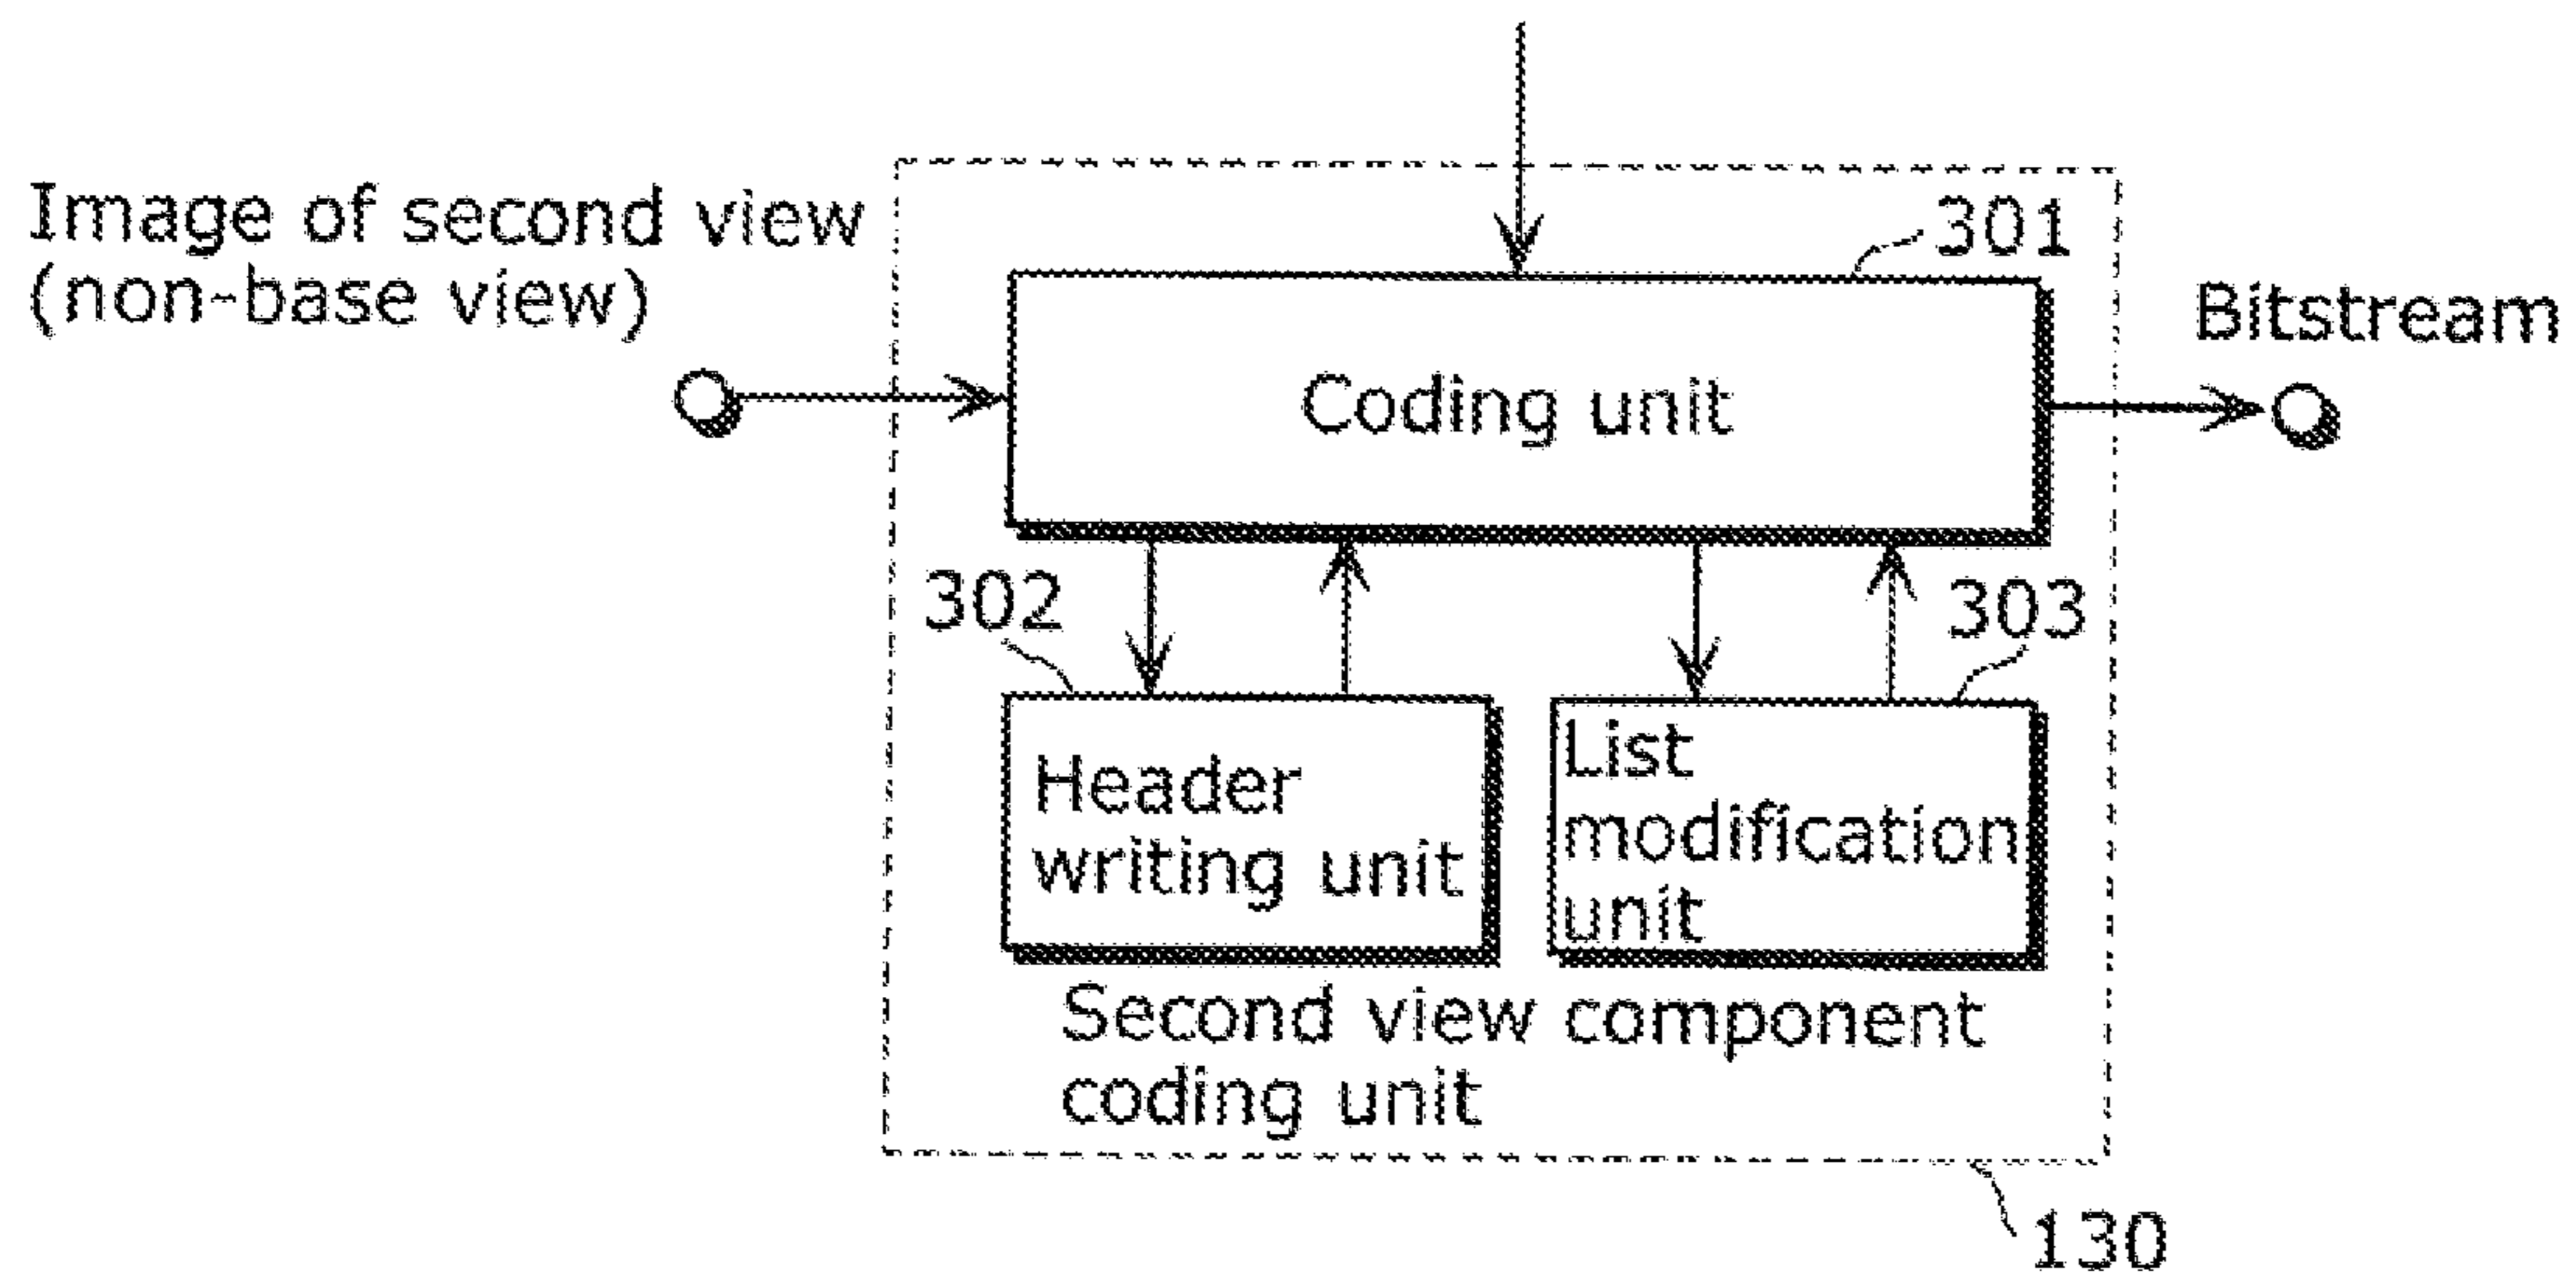 Image of second view
(non-base view)
301
Bitstream
Coding unit
302
303
Header
writing unit
List
modification
unit
Second view component
coding unit
130